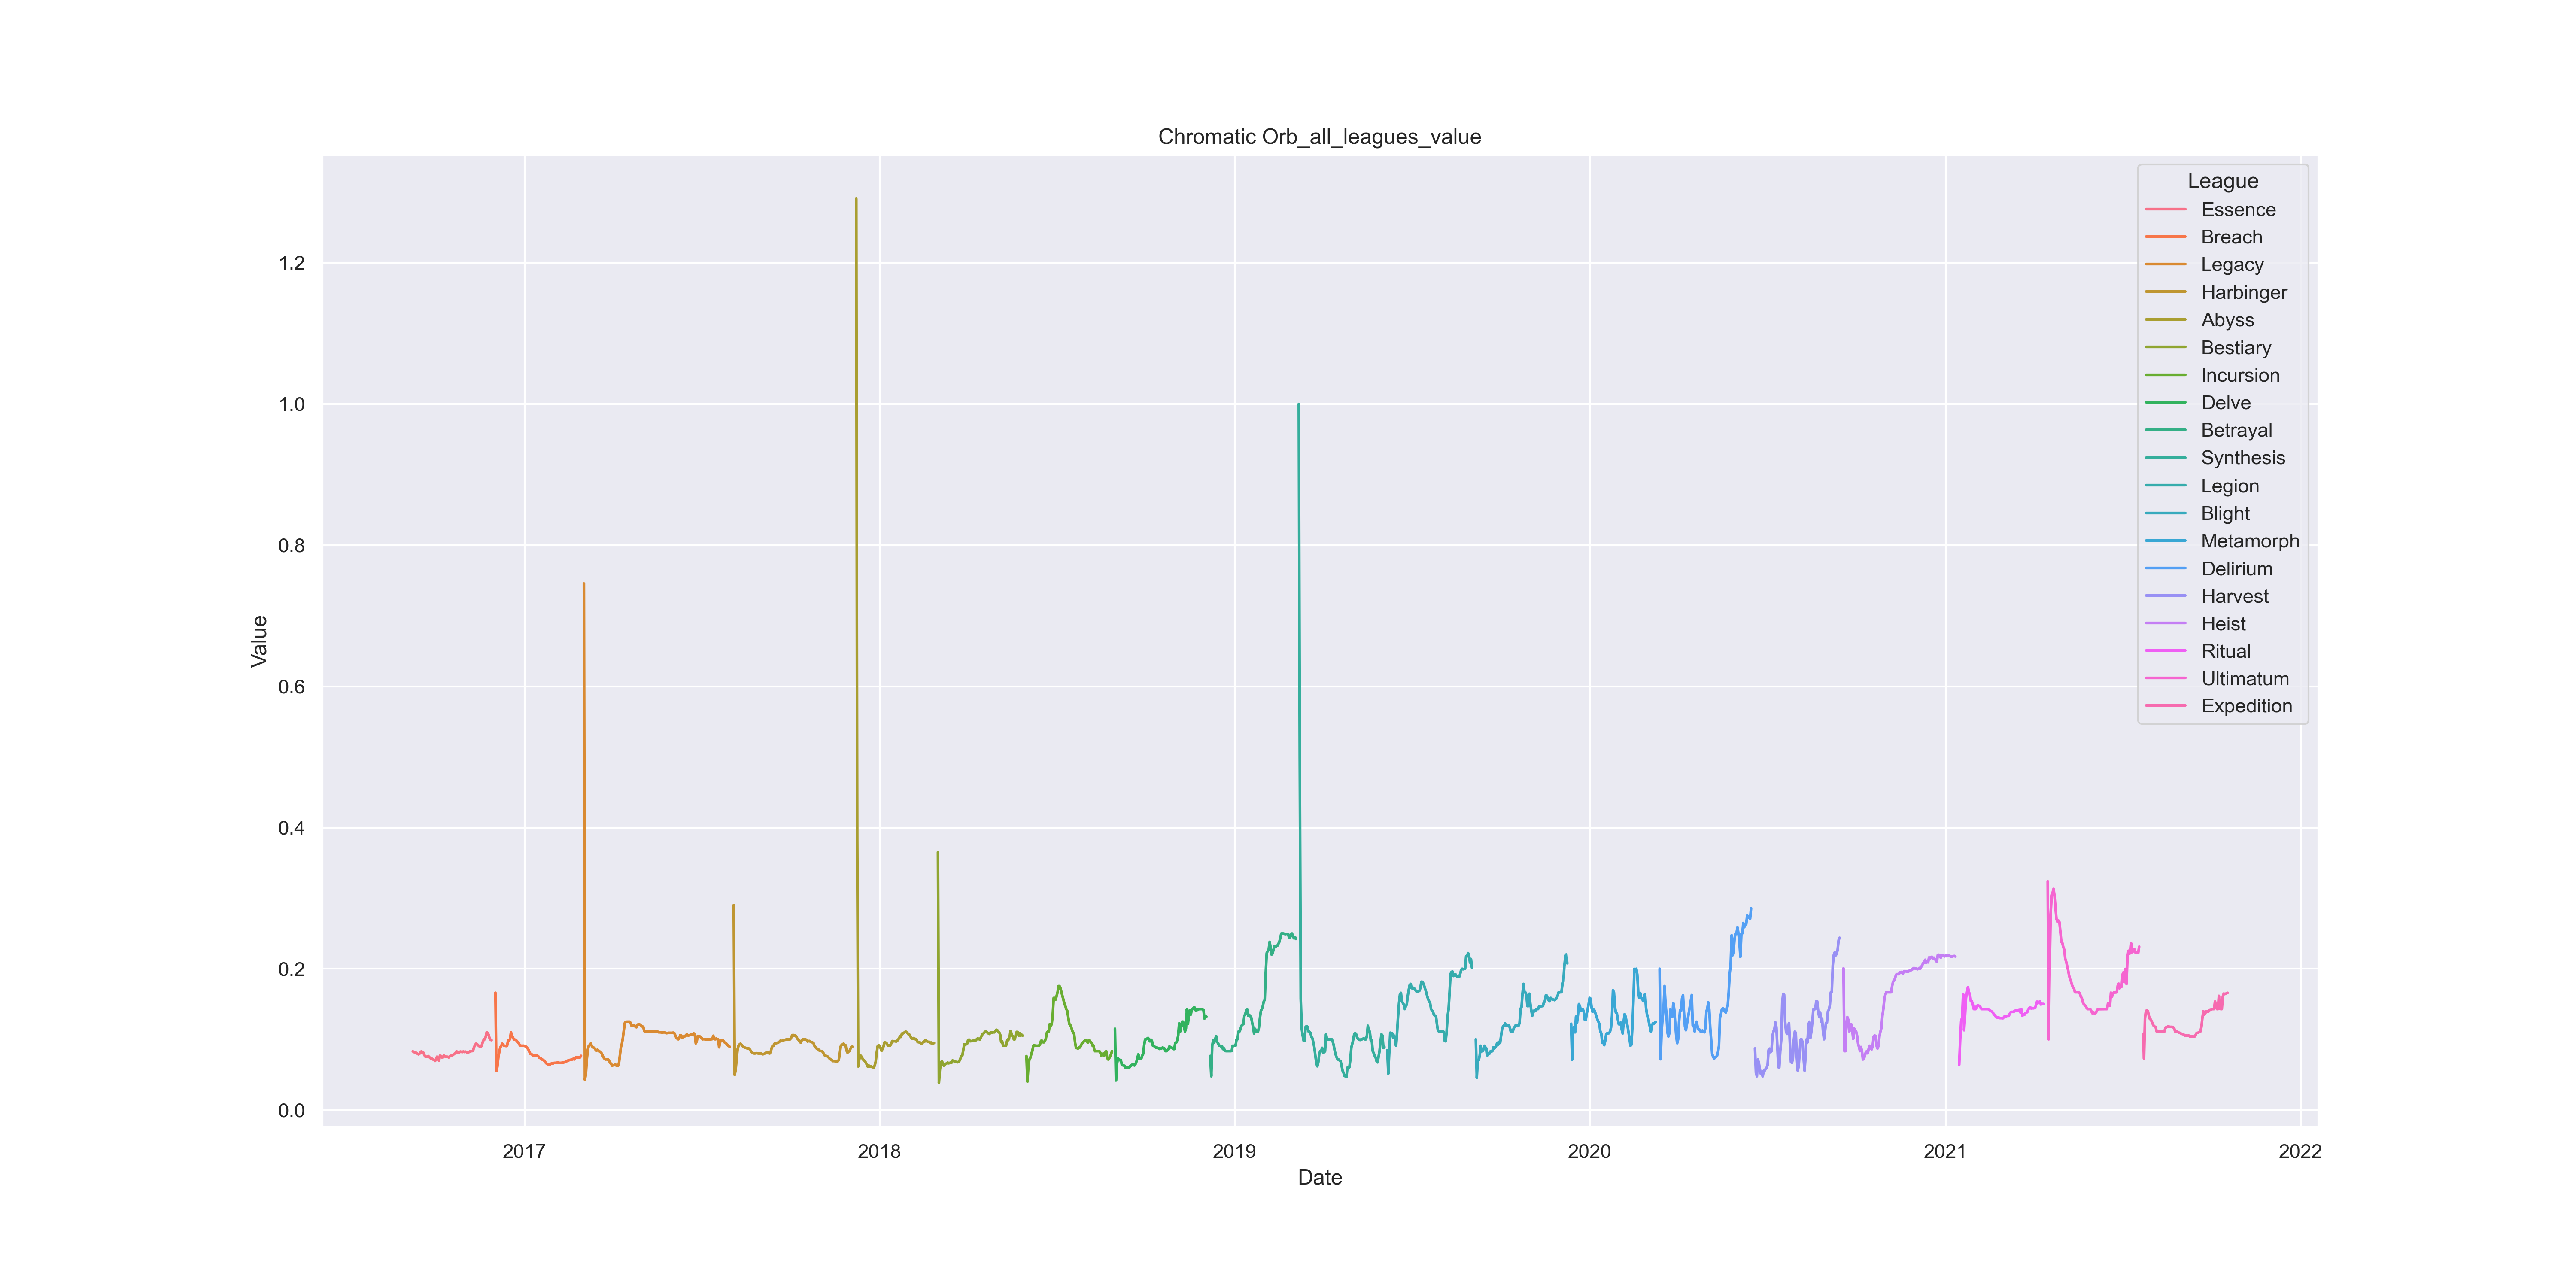 Chromatic Orb_all_leagues_value
League
Essence
Breach
Legacy
Harbinger
Abyss
Bestiary
Incursion
Delve
Betrayal
Synthesis
Legion
Blight
Metamorph
Delirium
Harvest
Heist
Ritual
Ultimatum
Expedition
Value
1.2
1.0
0.8
0.6
0.4
0.2
0.0
2017 2018 2019 2020 2021 2022
Date